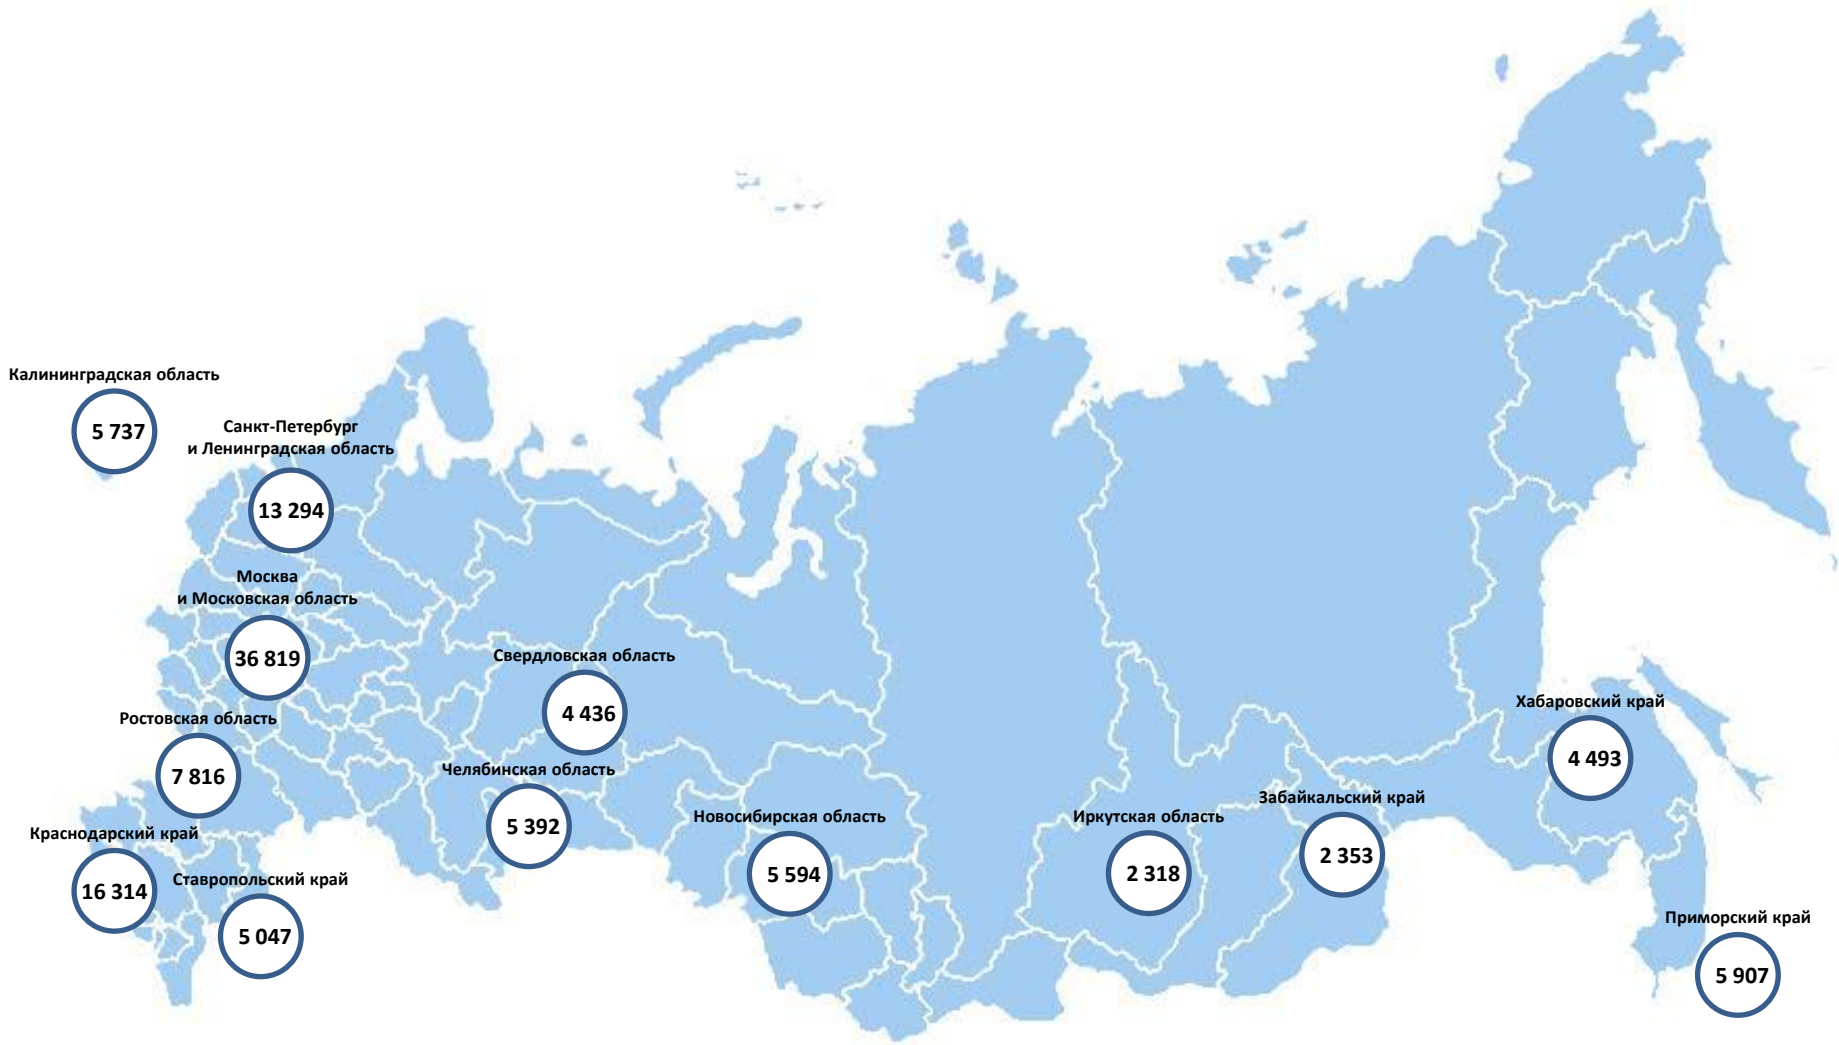 Калининградская область
5 737
Санкт-Петербург
и Ленинградская область
13 294
Москва
и Московская область
36 819
Свердловская область
4 436
Ростовская область
7 816
Челябинская область
5 392
Краснодарский край
16 314
Ставропольский край
5 047
Новосибирская область
5 594
Иркутская область
2 318
Забайкальский край
2 353
Хабаровский край
4 493
Приморский край
5 907